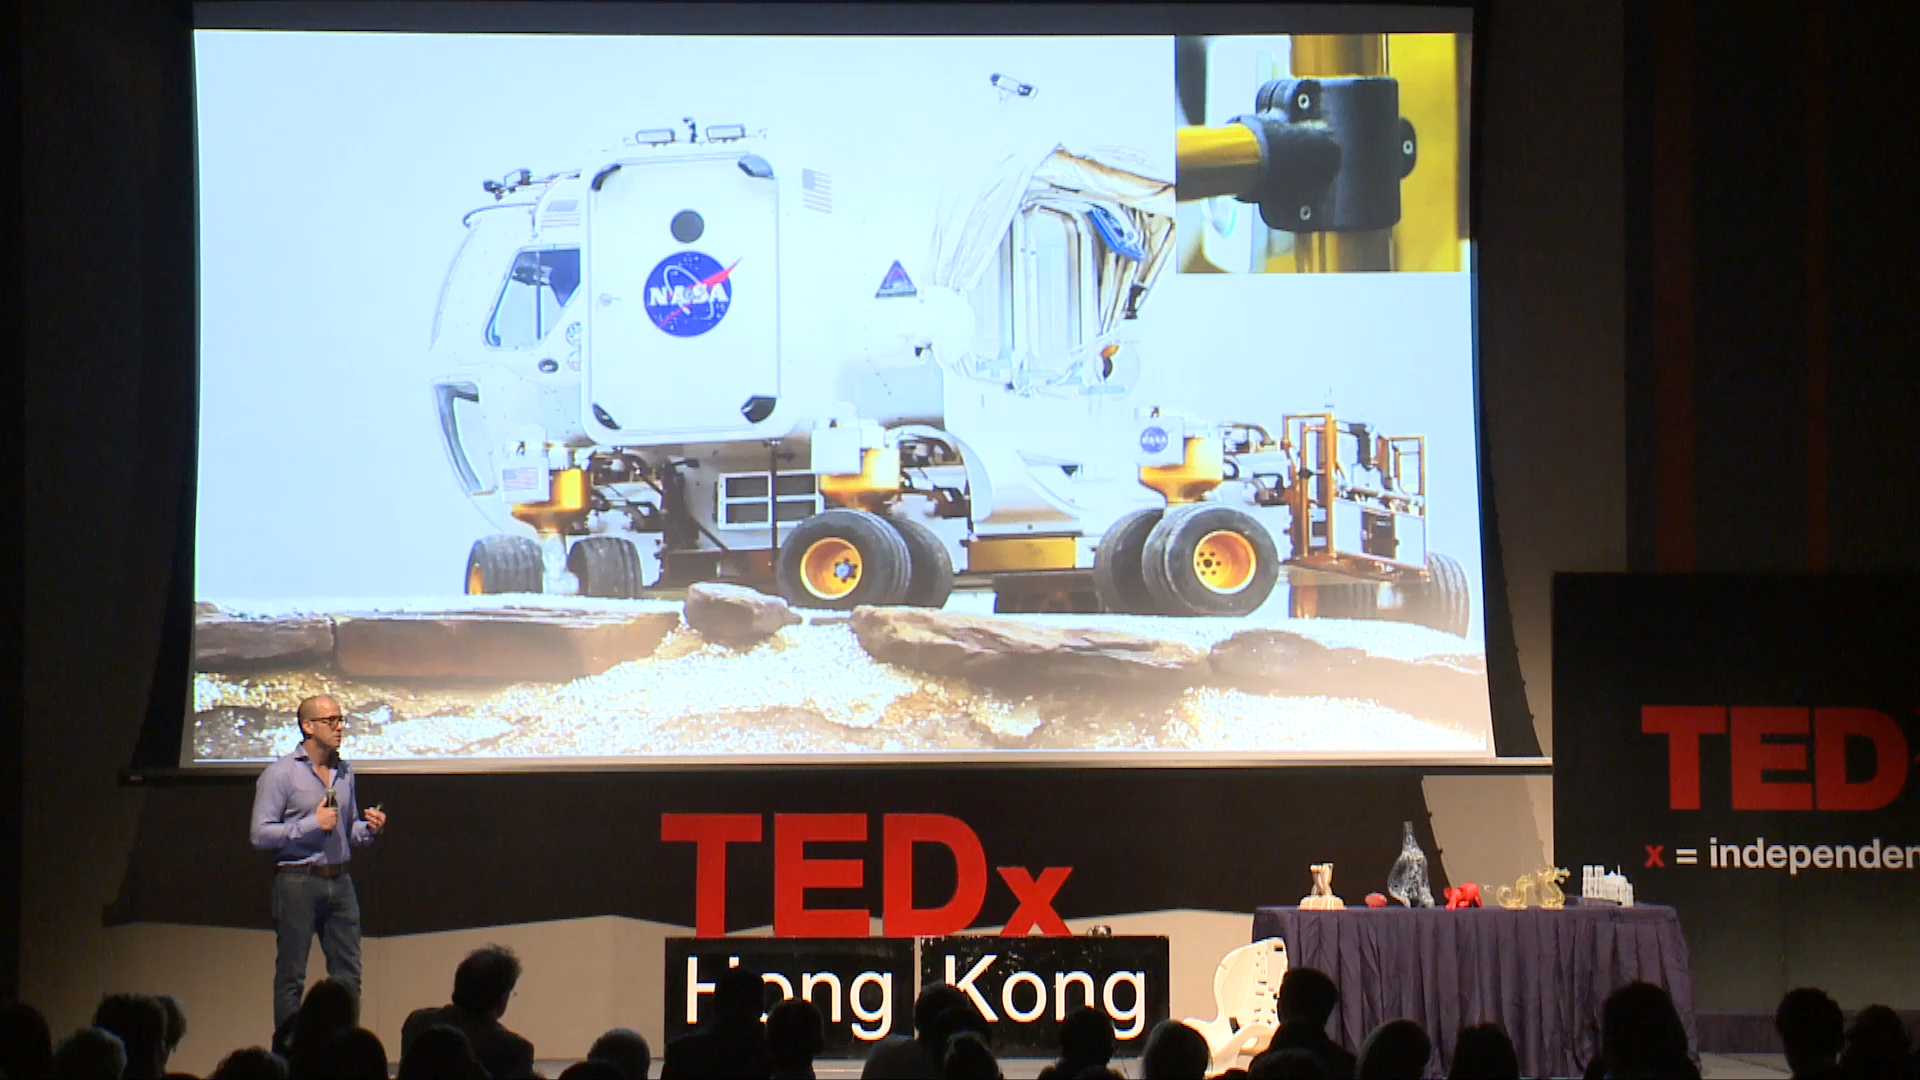 NASA
NASA
TEDx
Hong Kong
TED
x = independen